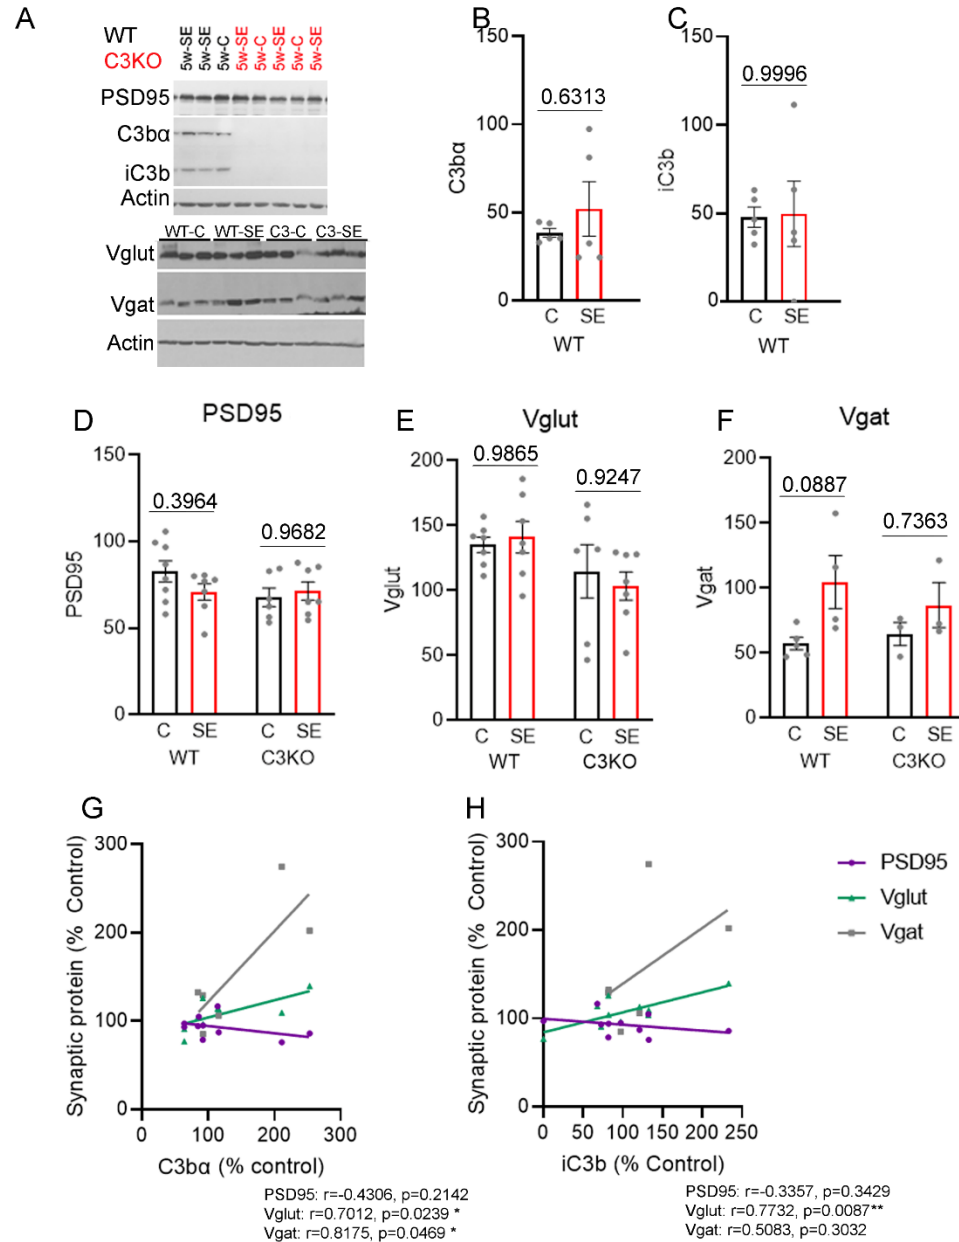 A
WT
C3KO
5w-SE
5w-SE
5w-C
5w-SE
5w-C
5w-SE
5w-C
5w-SE
PSD95
C3bα
iC3b
Actin
WT-C WT-SE C3-C C3-SE
Vglut
Vgat
Actin
B
150
100
50
0
C3bα
0.6313
C SE
WT
C
150
100
50
0
iC3b
0.9996
C SE
WT
D
PSD95
150
100
50
0
PSD95
0.3964
0.9682
C SE C SE
WT C3KO
E
Vglut
200
150
100
50
0
Vglut
0.9865
0.9247
C SE C SE
WT C3KO
F
Vgat
200
150
100
50
0
Vgat
0.0887
0.7363
C SE C SE
WT C3KO
G
300
200
100
0
Synaptic protein (% Control)
0 100 200 300
C3bα (% control)
PSD95: r=-0.4306, p=0.2142
Vglut: r=0.7012, p=0.0239 *
Vgat: r=0.8175, p=0.0469 *
H
300
200
100
0
Synaptic protein (% Control)
0 50 100 150 200 250
iC3b (% Control)
PSD95: r=-0.3357, p=0.3429
Vglut: r=0.7732, p=0.0087**
Vgat: r=0.5083, p=0.3032
PSD95
Vglut
Vgat